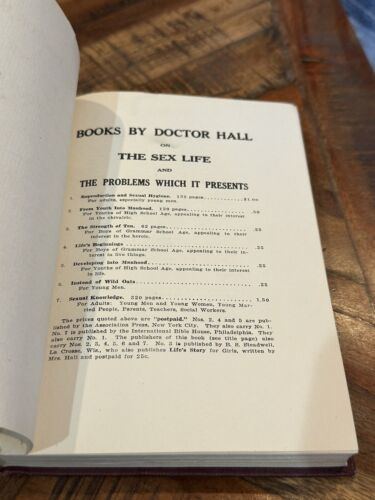 BOOKS BY DOCTOR HALL
ON
THE SEX LIFE
AND
THE PROBLEMS WHICH IT PRESENTS
1. Reproduction and Sexual Hygiene. 150 pages..........$1.00
For adults, especially young men.
2. From Youth Into Manhood. 106 pages..........50
For Youths of High School Age, appealing to their interest
in the chivalric.
3. The Strength of Ten. 62 pages..........25
For Boys of Grammar School Age, appealing to their
interest in the heroic.
4. Life's Beginnings..........25
For Boys of Grammar School Age, appealing to their in-
terest in live things.
5. Developing into Manhood..........25
For Youths of High School Age, appealing to their interest
in life.
6. Instead of Wild Oats..........25
For Young Men.
7. Sexual Knowledge. 320 pages..........1.50
For Adults: Young Men and Young Women, Young Mar-
ried People, Parents, Teachers, Social Workers.
The prices quoted above are "postpaid." Nos. 2, 4 and 5 are pub-
lished by the Association Press, New York City. They also carry No. 1.
No. 7 is published by the International Bible House, Philadelphia. They
also carry No. 1. The publishers of this book (see title page) also
carry Nos. 2, 3, 4, 5, 6 and 7. No. 3 is published by B. S. Steadwell,
La Crosse, Wis., who also publishes Life's Story for Girls, written by
Mrs. Hall and postpaid for 25c.